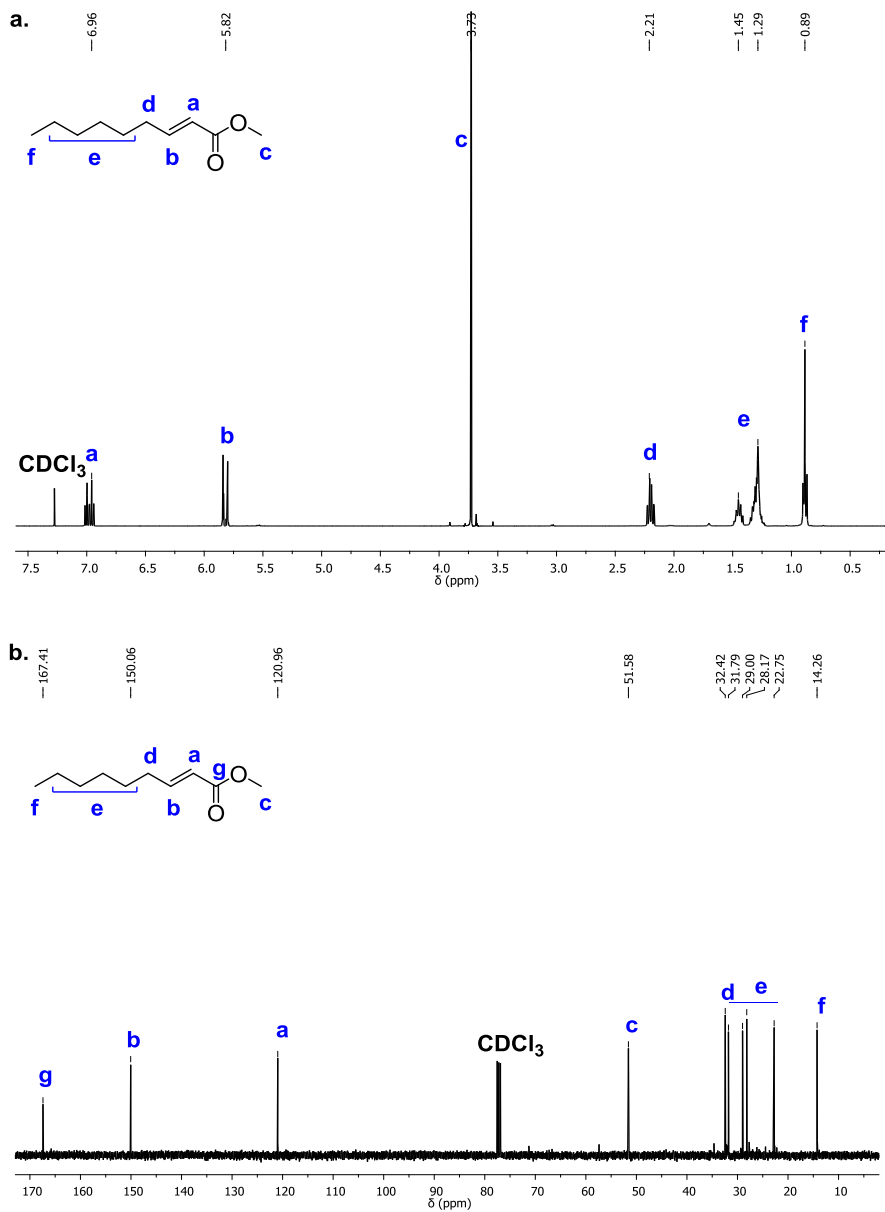 a.
6.96
5.82
3.73
2.21
1.45
1.29
0.89
d a
O
b c
O
f e
c
f
e
b
d
a
CDCl3
7.5 7.0 6.5 6.0 5.5 5.0 4.5 4.0 3.5 3.0 2.5 2.0 1.5 1.0 0.5
δ (ppm)
b.
167.41
150.06
120.96
51.58
32.42
31.79
29.00
28.17
22.75
14.26
d a
g O
f e b O c
d e
f
CDCl3
c
a
b
g
170 160 150 140 130 120 110 100 90 80 70 60 50 40 30 20 10
δ (ppm)